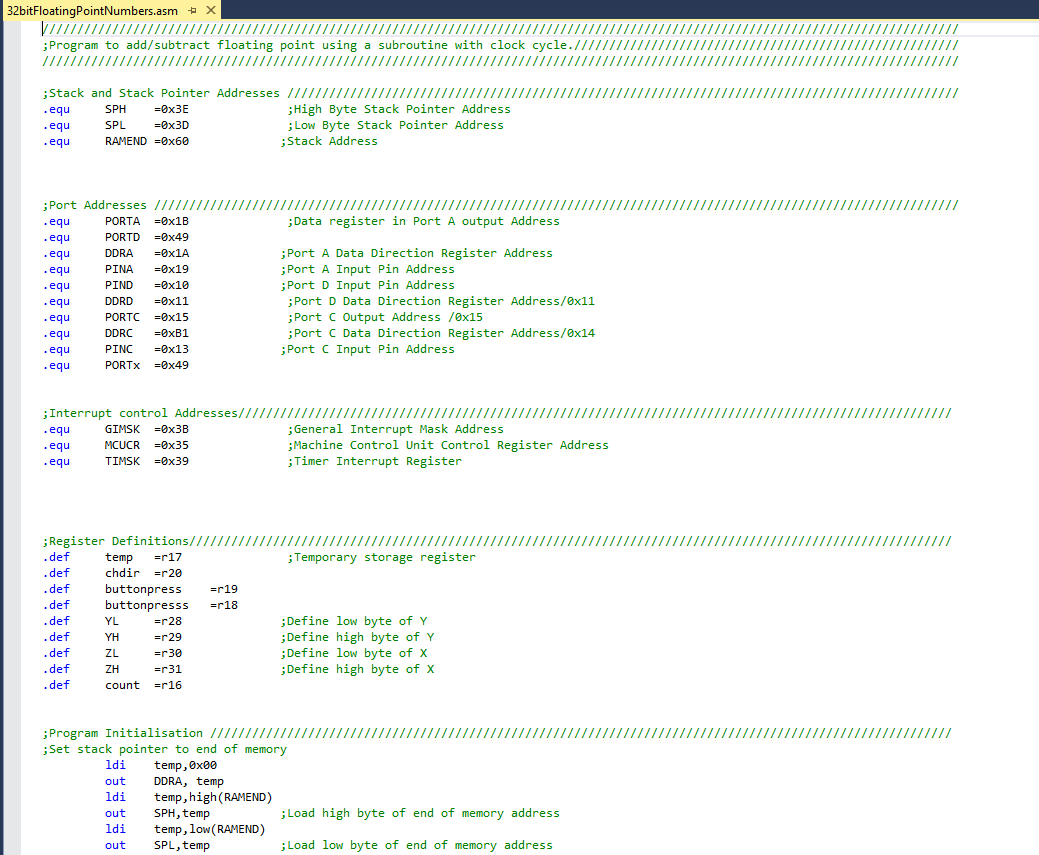 32bitFloatingPointNumbers.asm
///////////////////////////////////////////////////////////////////////////////////////////////////////////////////////////////////
;Program to add/subtract floating point using a subroutine with clock cycle.///////////////////////////////////////////////////////
///////////////////////////////////////////////////////////////////////////////////////////////////////////////////////////////////
;Stack and Stack Pointer Addresses ////////////////////////////////////////////////////////////////////////////////////////////////
.equ     SPH    =0x3E              ;High Byte Stack Pointer Address
.equ     SPL    =0x3D              ;Low Byte Stack Pointer Address
.equ     RAMEND =0x60             ;Stack Address
;Port Addresses ///////////////////////////////////////////////////////////////////////////////////////////////////////////////////
.equ     PORTA  =0x1B              ;Data register in Port A output Address
.equ     PORTD  =0x49
.equ     DDRA   =0x1A             ;Port A Data Direction Register Address
.equ     PINA   =0x19             ;Port A Input Pin Address
.equ     PIND   =0x10             ;Port D Input Pin Address
.equ     DDRD   =0x11              ;Port D Data Direction Register Address/0x11
.equ     PORTC  =0x15              ;Port C Output Address /0x15
.equ     DDRC   =0xB1              ;Port C Data Direction Register Address/0x14
.equ     PINC   =0x13             ;Port C Input Pin Address
.equ     PORTx  =0x49
;Interrupt control Addresses//////////////////////////////////////////////////////////////////////////////////////////////////////
.equ     GIMSK  =0x3B              ;General Interrupt Mask Address
.equ     MCUCR  =0x35              ;Machine Control Unit Control Register Address
.equ     TIMSK  =0x39              ;Timer Interrupt Register
;Register Definitions/////////////////////////////////////////////////////////////////////////////////////////////////////////////
.def     temp   =r17               ;Temporary storage register
.def     chdir  =r20
.def     buttonpress    =r19
.def     buttonpresss   =r18
.def     YL     =r28              ;Define low byte of Y
.def     YH     =r29              ;Define high byte of Y
.def     ZL     =r30              ;Define low byte of X
.def     ZH     =r31              ;Define high byte of X
.def     count  =r16
;Program Initialisation //////////////////////////////////////////////////////////////////////////////////////////////////////////
;Set stack pointer to end of memory
ldi    temp,0x00
out    DDRA, temp
ldi    temp,high(RAMEND)
out    SPH,temp         ;Load high byte of end of memory address
ldi    temp,low(RAMEND)
out    SPL,temp         ;Load low byte of end of memory address